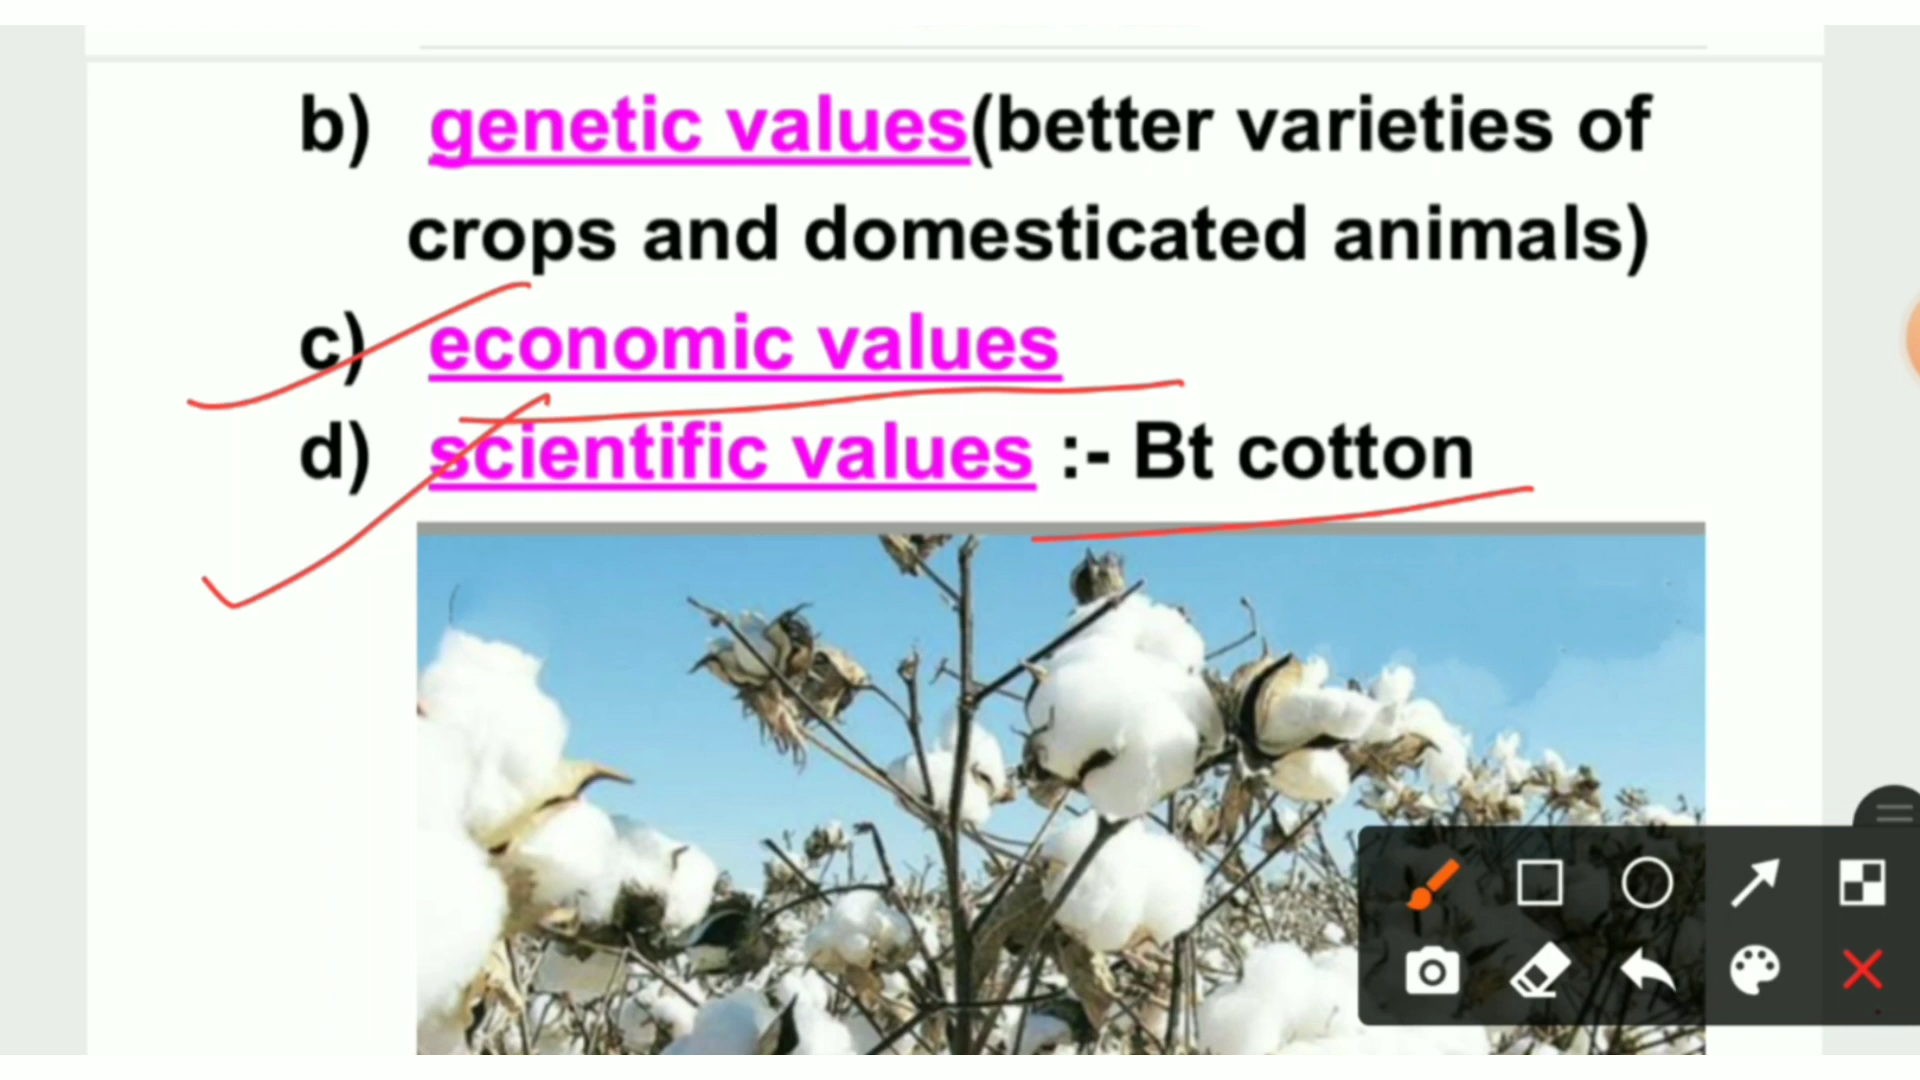 b) genetic values(better varieties of
crops and domesticated animals)
c) economic values
d) scientific values :- Bt cotton